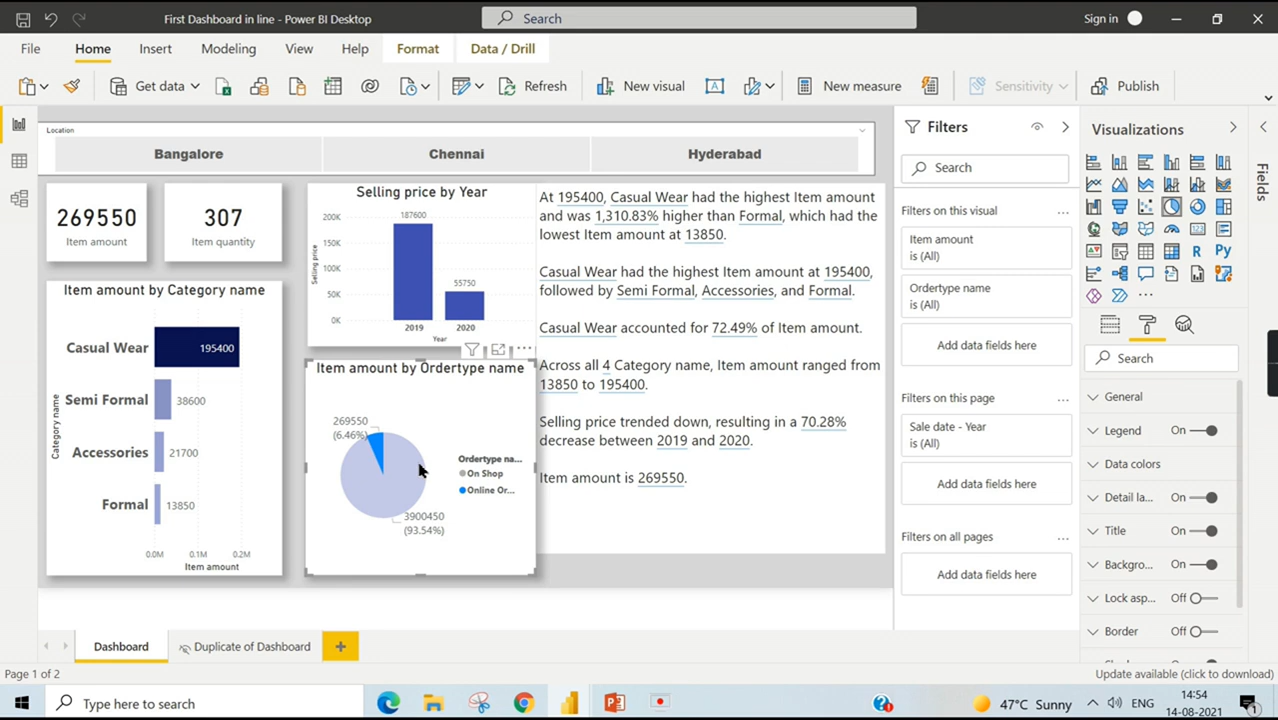 First Dashboard in line - Power BI Desktop
Search
Sign in
File
Home
Insert
Modeling
View
Help
Format
Data / Drill
Get data
Refresh
New visual
New measure
Sensitivity
Publish
Location
Bangalore
Chennai
Hyderabad
269550
Item amount
307
Item quantity
Item amount by Category name
Category name
Casual Wear
195400
Semi Formal
38600
Accessories
21700
Formal
13850
0.0M 0.1M 0.2M
Item amount
Selling price by Year
Selling price
200K
150K
100K
50K
0K
187600
55750
2019 2020
Year
Item amount by Ordertype name
269550
(6.46%)
3900450
(93.54%)
Ordertype na...
On Shop
Online Or...
At 195400, Casual Wear had the highest Item amount
and was 1,310.83% higher than Formal, which had the
lowest Item amount at 13850.
Casual Wear had the highest Item amount at 195400,
followed by Semi Formal, Accessories, and Formal.
Casual Wear accounted for 72.49% of Item amount.
Across all 4 Category name, Item amount ranged from
13850 to 195400.
Selling price trended down, resulting in a 70.28%
decrease between 2019 and 2020.
Item amount is 269550.
Filters
Search
Filters on this visual
Item amount
is (All)
Ordertype name
is (All)
Add data fields here
Filters on this page
Sale date - Year
is (All)
Add data fields here
Filters on all pages
Add data fields here
Visualizations
R
Py
Search
General
Legend On
Data colors
Detail la... On
Title On
Backgro... On
Lock asp... Off
Border Off
Fields
Dashboard
Duplicate of Dashboard
Page 1 of 2
Update available (click to download)
Type here to search
47°C Sunny
ENG
14:54
14-08-2021